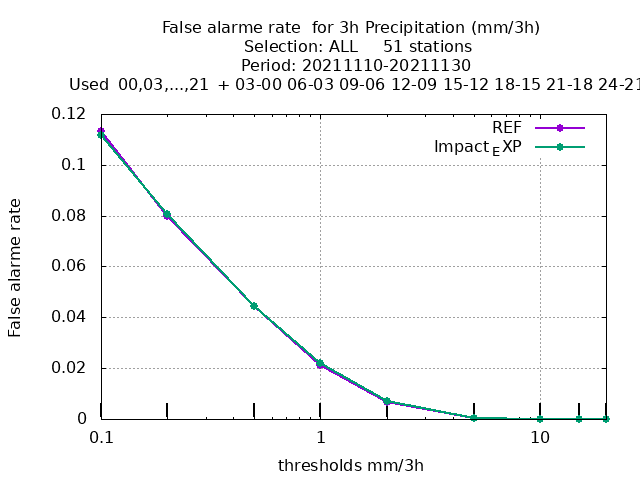 False alarme rate  for 3h Precipitation (mm/3h)
Selection: ALL     51 stations
Period: 20211110-20211130
Used  00,03,...,21  + 03-00 06-03 09-06 12-09 15-12 18-15 21-18 24-21
REF
Impact_EXP
False alarme rate
0.12
0.1
0.08
0.06
0.04
0.02
0
0.1 1 10
thresholds mm/3h